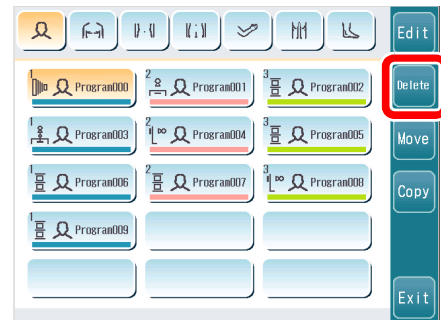 Edit
1 Program000
2 Program001
3 Program002
Delete
1 Program003
2 Program004
3 Program005
Move
1 Program006
2 Program007
3 Program008
Copy
1 Program009
Exit